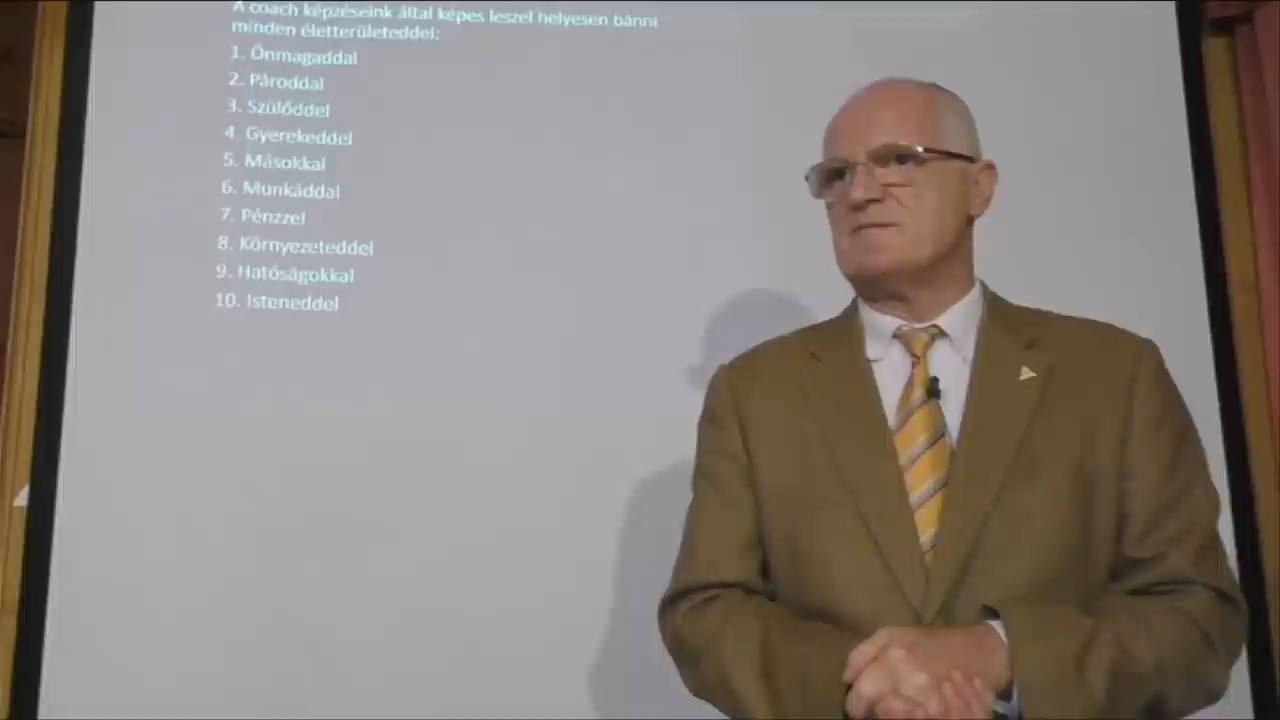 A coach képzéseink által képes leszel helyesen bánni
minden életterületeddel:
1. Önmagaddal
2. Pároddal
3. Szülőddel
4. Gyerekeddel
5. Másokkal
6. Munkáddal
7. Pénzzel
8. Környezeteddel
9. Hatóságokkal
10. Isteneddel